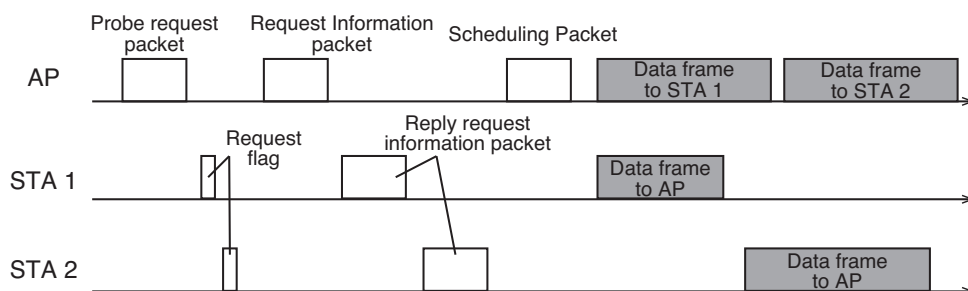 Probe request
packet
Request Information
packet
Scheduling Packet
AP
Data frame
to STA 1
Data frame
to STA 2
Request
flag
Reply request
information packet
STA 1
Data frame
to AP
STA 2
Data frame
to AP